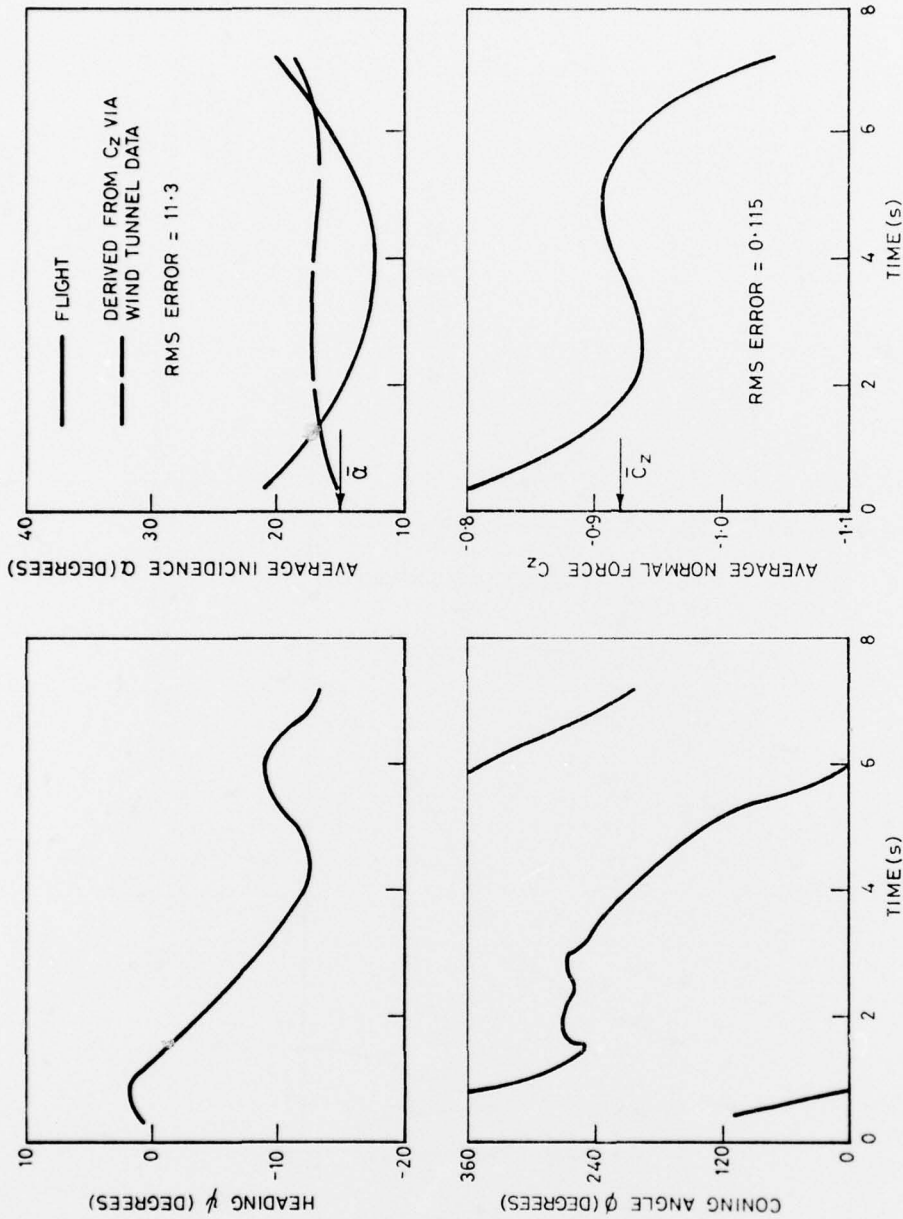 HEADING ψ (DEGREES)
10
0
-10
-20
AVERAGE INCIDENCE α (DEGREES)
40
30
20
10
FLIGHT
DERIVED FROM Cz VIA
WIND TUNNEL DATA
RMS ERROR = 11·3
ᾱ
CONING ANGLE ϕ (DEGREES)
360
240
120
0
0
2
4
6
8
TIME (s)
AVERAGE NORMAL FORCE Cz
-0·8
-0·9
-1·0
-1·1
C̄z
RMS ERROR = 0·115
0
2
4
6
8
TIME (s)